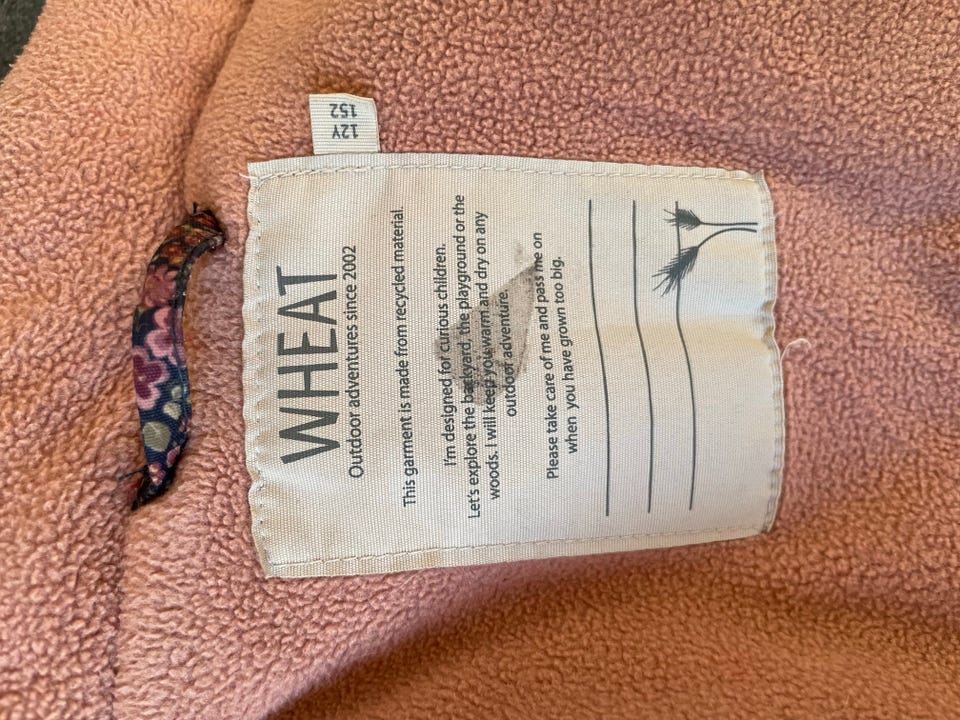 12Y
152
WHEAT
Outdoor adventures since 2002
This garment is made from recycled material.
I'm designed for curious children.
Let's explore the backyard, the playground or the
woods. I will keep you warm and dry on any
outdoor adventure.
Please take care of me and pass me on
when you have grown too big.